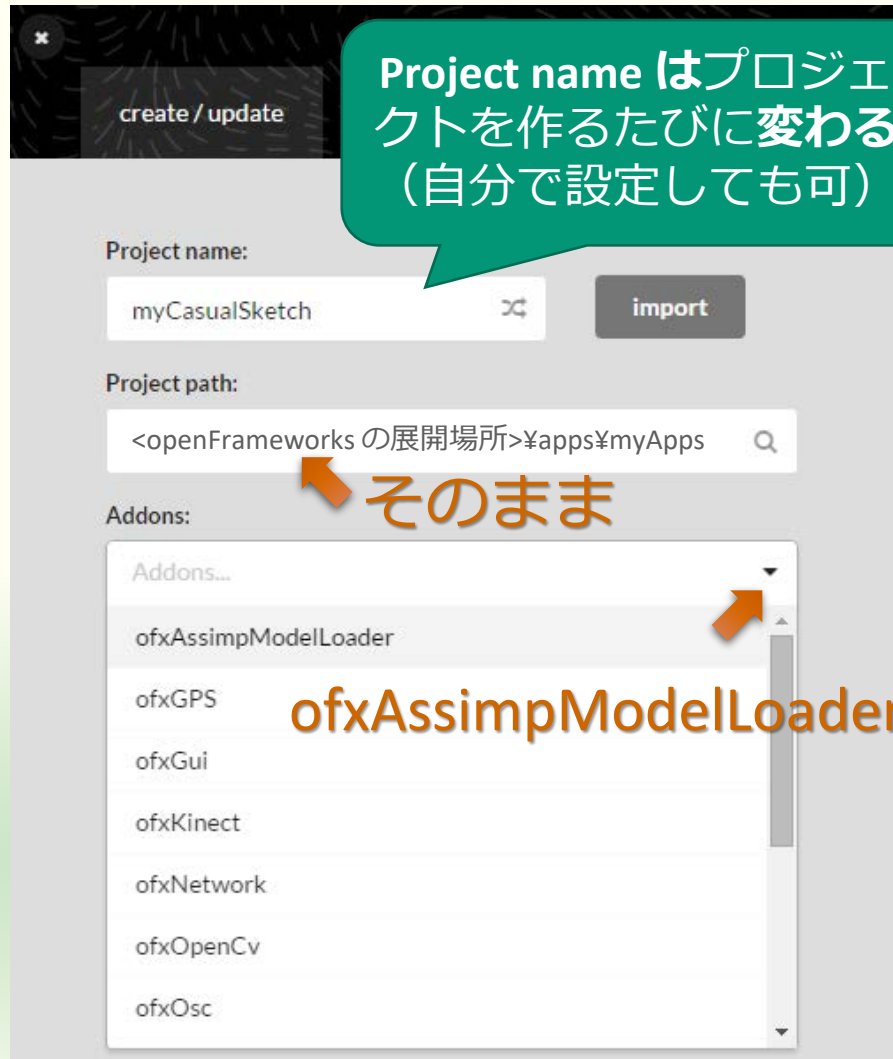 Project name はプロジェ
クトを作るたびに変わる
（自分で設定しても可）
create / update
Project name:
myCasualSketch
import
Project path:
<openFrameworks の展開場所>¥apps¥myApps
そのまま
Addons:
Addons...
ofxAssimpModelLoader
ofxGPS
ofxAssimpModelLoader
ofxGui
ofxKinect
ofxNetwork
ofxOpenCv
ofxOsc